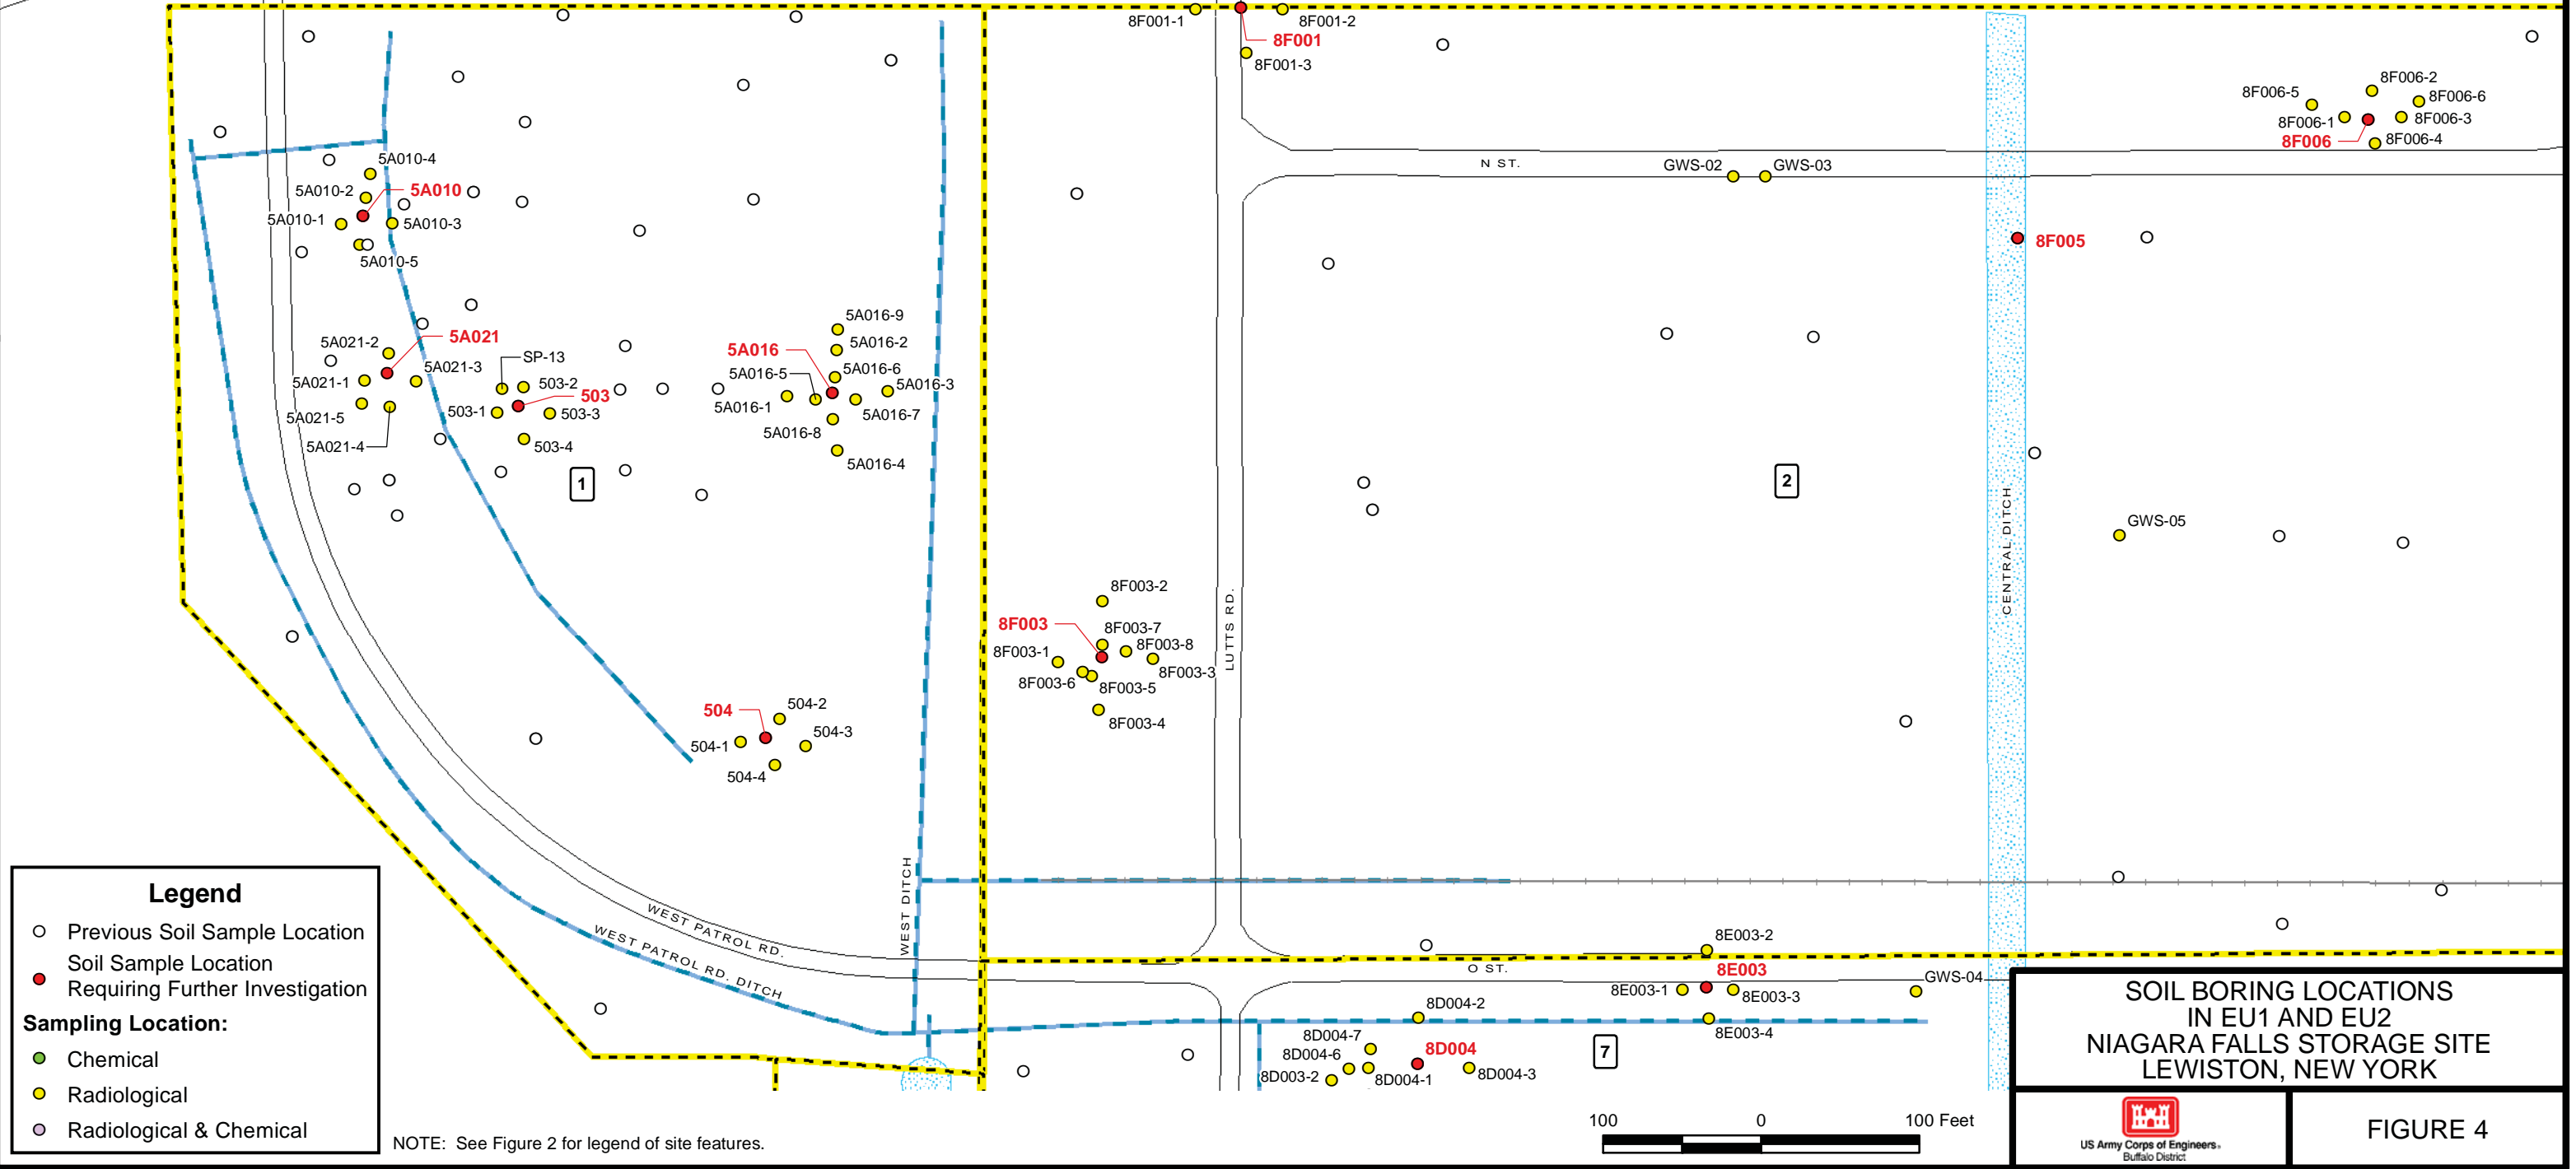 8F001-1
8F001-2
8F001
8F001-3
8F006-2
8F006-5
8F006-6
8F006-1
8F006-3
8F006
8F006-4
N ST.
GWS-02
GWS-03
5A010-4
5A010-2
5A010
5A010-1
5A010-3
5A010-5
8F005
5A021-2
5A021
5A021-3
5A021-1
5A021-5
5A021-4
SP-13
503-2
503
503-1
503-3
503-4
5A016-9
5A016-2
5A016
5A016-6
5A016-5
5A016-3
5A016-1
5A016-7
5A016-8
5A016-4
1
2
CENTRAL DITCH
GWS-05
8F003-2
8F003
8F003-7
8F003-8
8F003-1
8F003-3
8F003-6
8F003-5
8F003-4
LUTTS RD.
504
504-2
504-3
504-1
504-4
WEST DITCH
WEST PATROL RD.
WEST PATROL RD. DITCH
8E003-2
O ST.
8E003
GWS-04
8E003-1
8E003-3
8E003-4
8D004-2
8D004-7
8D004
8D004-6
8D003-2
8D004-1
8D004-3
7
Legend
Previous Soil Sample Location
Soil Sample Location
Requiring Further Investigation
Sampling Location:
Chemical
Radiological
Radiological & Chemical
NOTE: See Figure 2 for legend of site features.
100 0 100 Feet
SOIL BORING LOCATIONS
IN EU1 AND EU2
NIAGARA FALLS STORAGE SITE
LEWISTON, NEW YORK
US Army Corps of Engineers®
Buffalo District
FIGURE 4